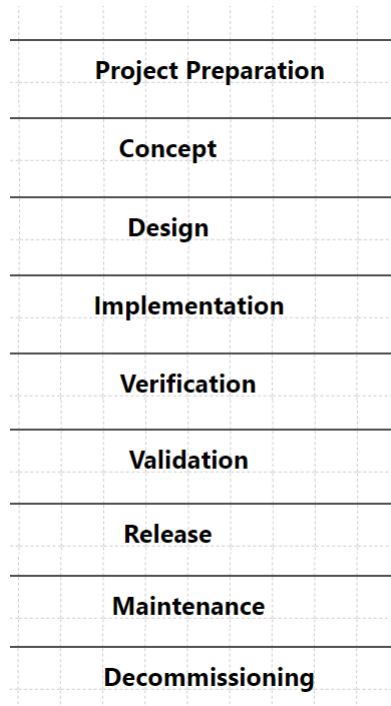 Project Preparation
Concept
Design
Implementation
Verification
Validation
Release
Maintenance
Decommissioning